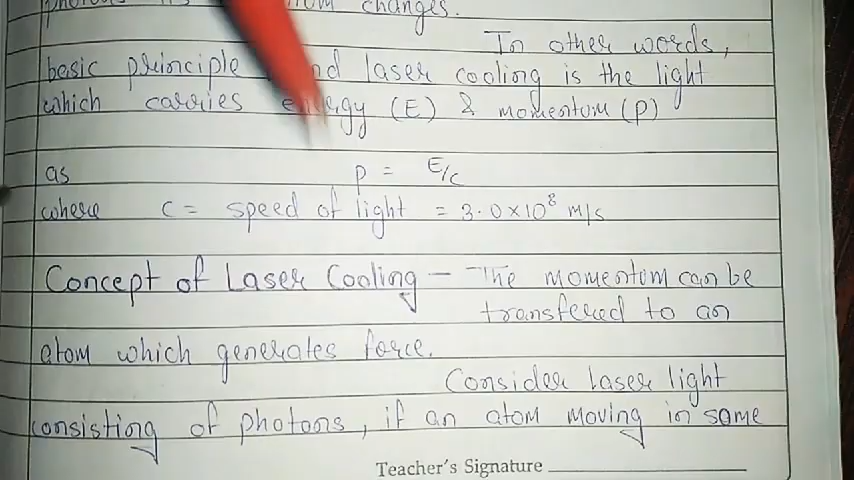 changes.
In other words,
basic principle laser cooling is the light
which carries energy (E) & momentum (p)
as p = E/c
where c = speed of light = 3.0×10⁸ m/s
Concept of Laser Cooling - The momentum can be
transfered to an
atom which generates force.
Consider laser light
consisting of photons, if an atom moving in same
Teacher's Signature